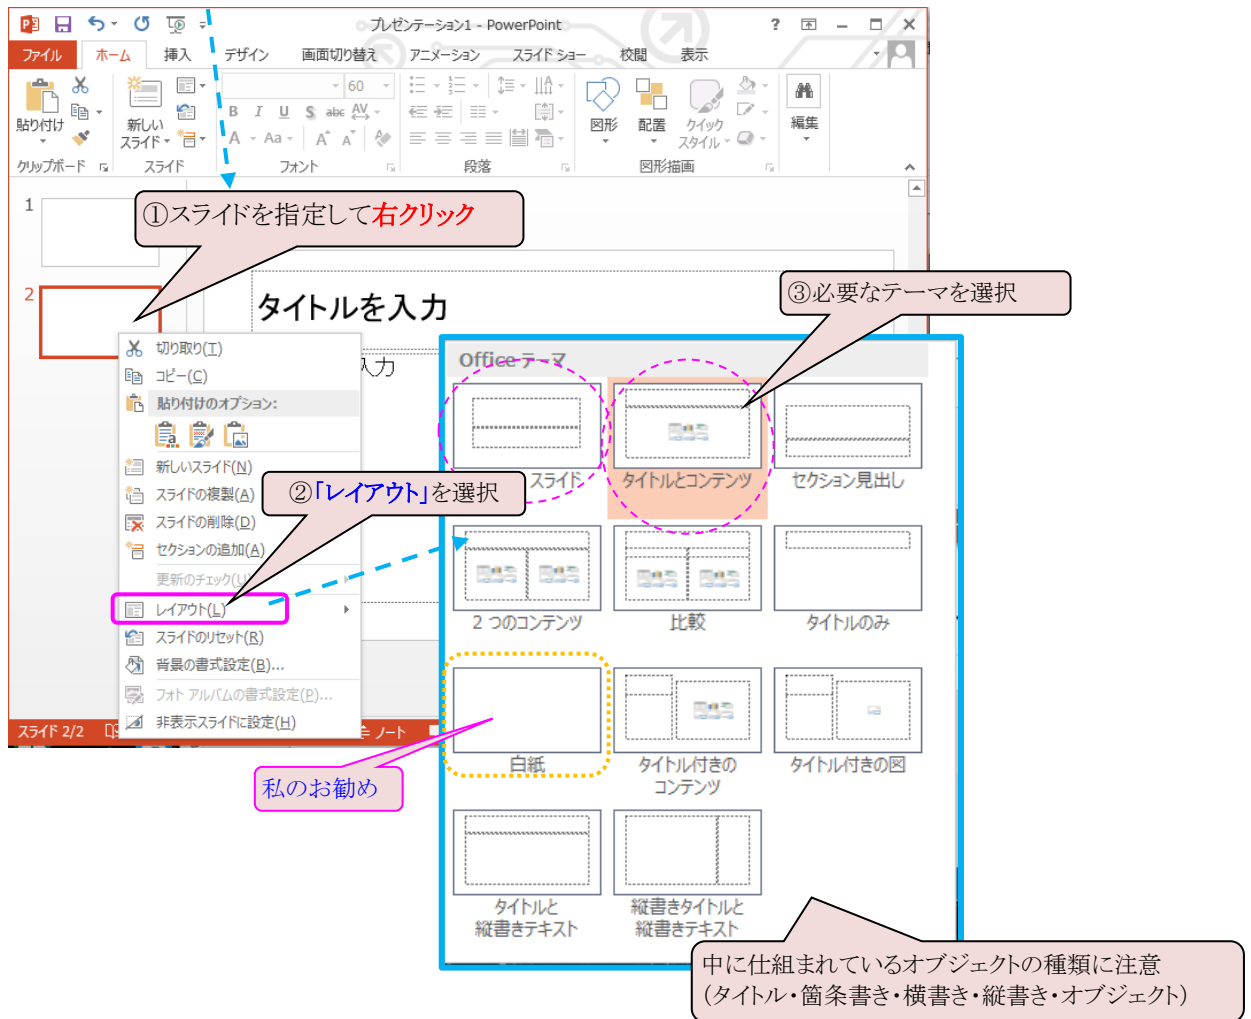 プレゼンテーション1 - PowerPoint
ファイル ホーム 挿入 デザイン 画面切り替え アニメーション スライド ショー 校閲 表示
60
貼り付け 新しい スライド B I U S abc AV 図形 配置 クイック スタイル 編集
A Aa A A
クリップボード スライド フォント 段落 図形描画
1
①スライドを指定して右クリック
2
タイトルを入力
入力
③必要なテーマを選択
切り取り(T)
コピー(C)
貼り付けのオプション:
新しいスライド(N)
スライドの複製(A)
スライドの削除(D)
セクションの追加(A)
更新のチェック(U)
レイアウト(L)
スライドのリセット(R)
背景の書式設定(B)...
フォト アルバムの書式設定(P)...
非表示スライドに設定(H)
②「レイアウト」を選択
Office テーマ
スライド タイトルとコンテンツ セクション見出し
2 つのコンテンツ 比較 タイトルのみ
白紙 タイトル付きの タイトル付きの図
コンテンツ
タイトルと 縦書きタイトルと
縦書きテキスト 縦書きテキスト
私のお勧め
スライド 2/2 ノート
中に仕組まれているオブジェクトの種類に注意
(タイトル・箇条書き・横書き・縦書き・オブジェクト)